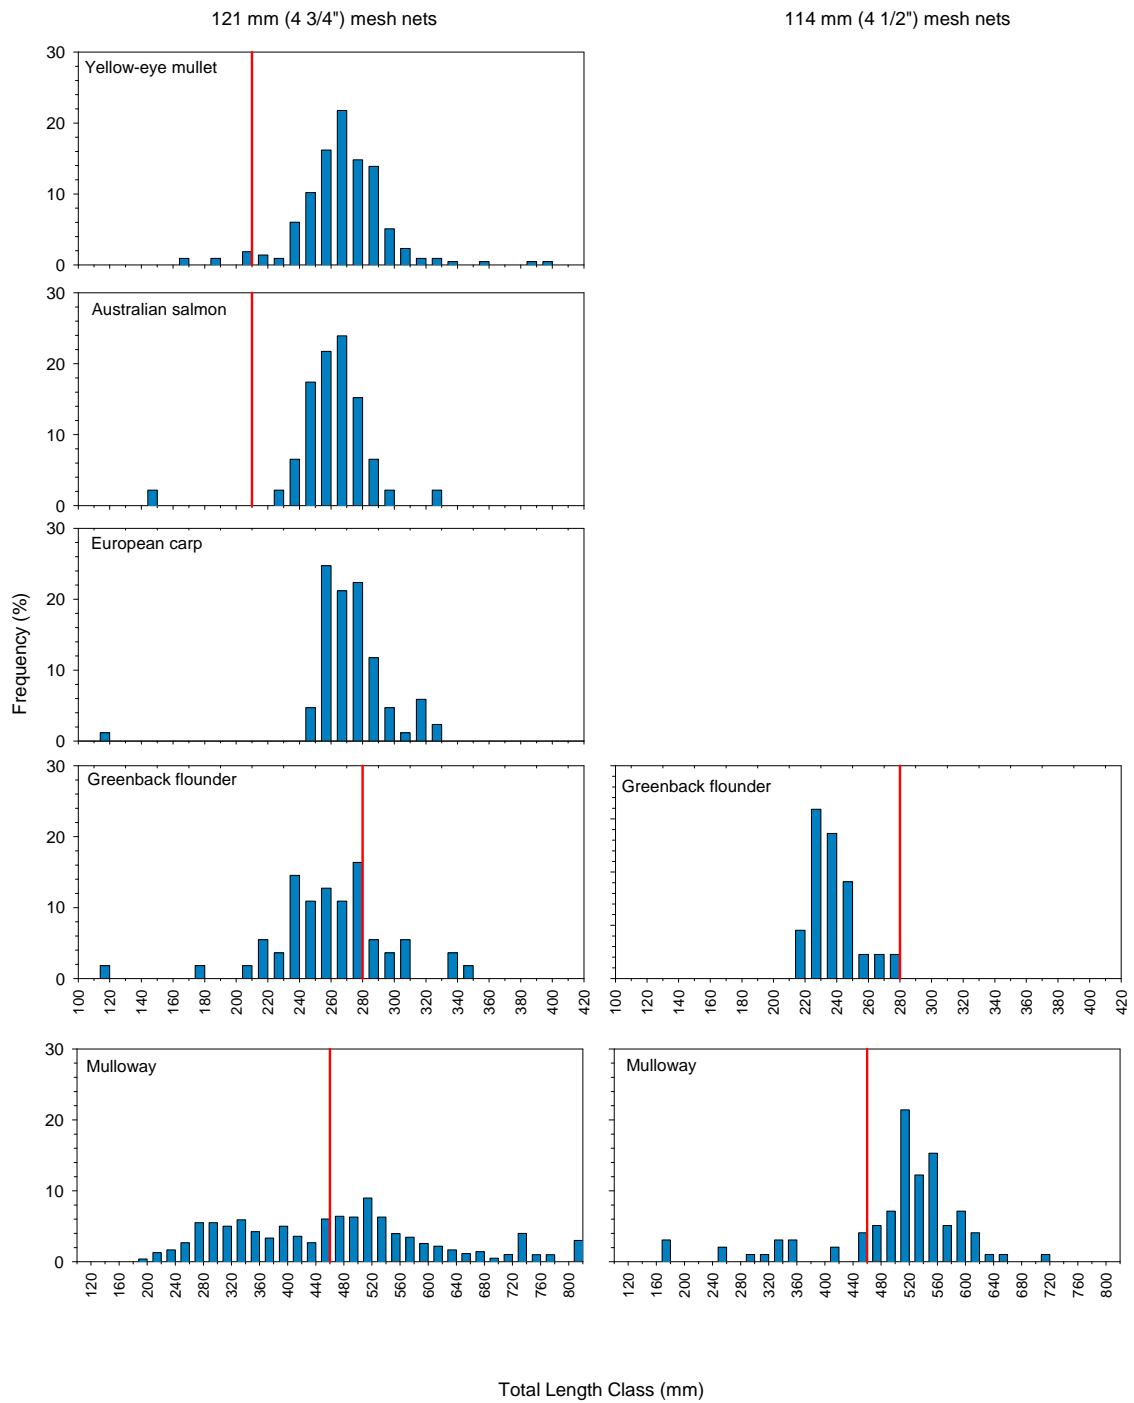 121 mm (4 3/4") mesh nets
114 mm (4 1/2") mesh nets
30
Yellow-eye mullet
20
10
0
30
Australian salmon
20
10
0
30
European carp
20
10
0
Frequency (%)
30
Greenback flounder
20
10
0
100 120 140 160 180 200 220 240 260 280 300 320 340 360 380 400 420
Greenback flounder
100 120 140 160 180 200 220 240 260 280 300 320 340 360 380 400 420
30
Mulloway
20
10
0
120 160 200 240 280 320 360 400 440 480 520 560 600 640 680 720 760 800
Mulloway
120 160 200 240 280 320 360 400 440 480 520 560 600 640 680 720 760 800
Total Length Class (mm)